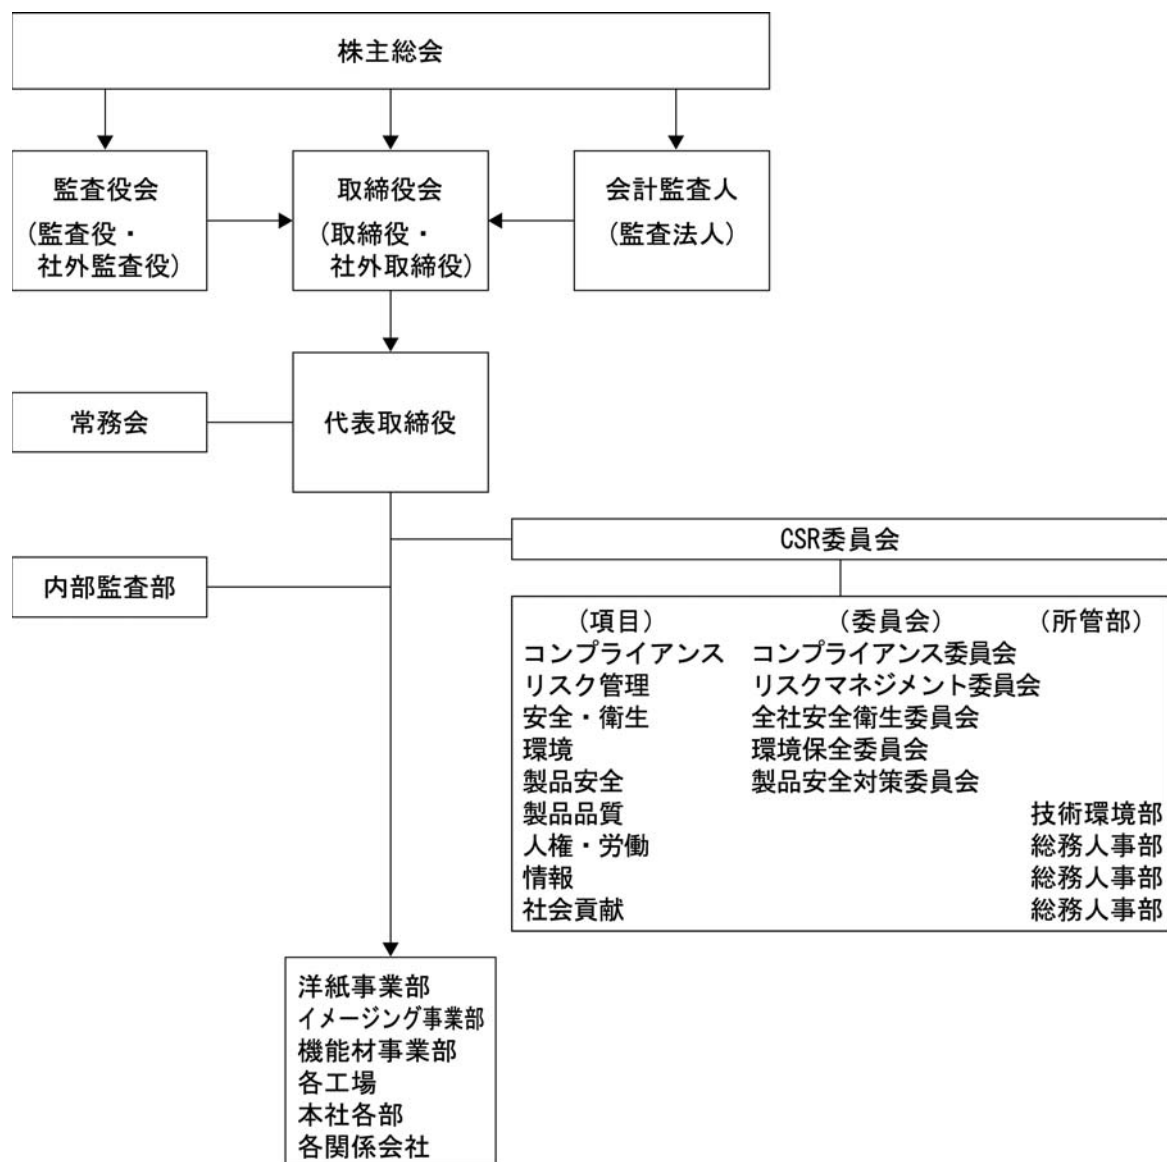 株主総会
監査役会
(監査役・
社外監査役)
取締役会
(取締役・
社外取締役)
会計監査人
(監査法人)
常務会
代表取締役
CSR委員会
内部監査部
(項目) (委員会) (所管部)
コンプライアンス コンプライアンス委員会
リスク管理 リスクマネジメント委員会
安全・衛生 全社安全衛生委員会
環境 環境保全委員会
製品安全 製品安全対策委員会
製品品質 技術環境部
人権・労働 総務人事部
情報 総務人事部
社会貢献 総務人事部
洋紙事業部
イメージング事業部
機能材事業部
各工場
本社各部
各関係会社